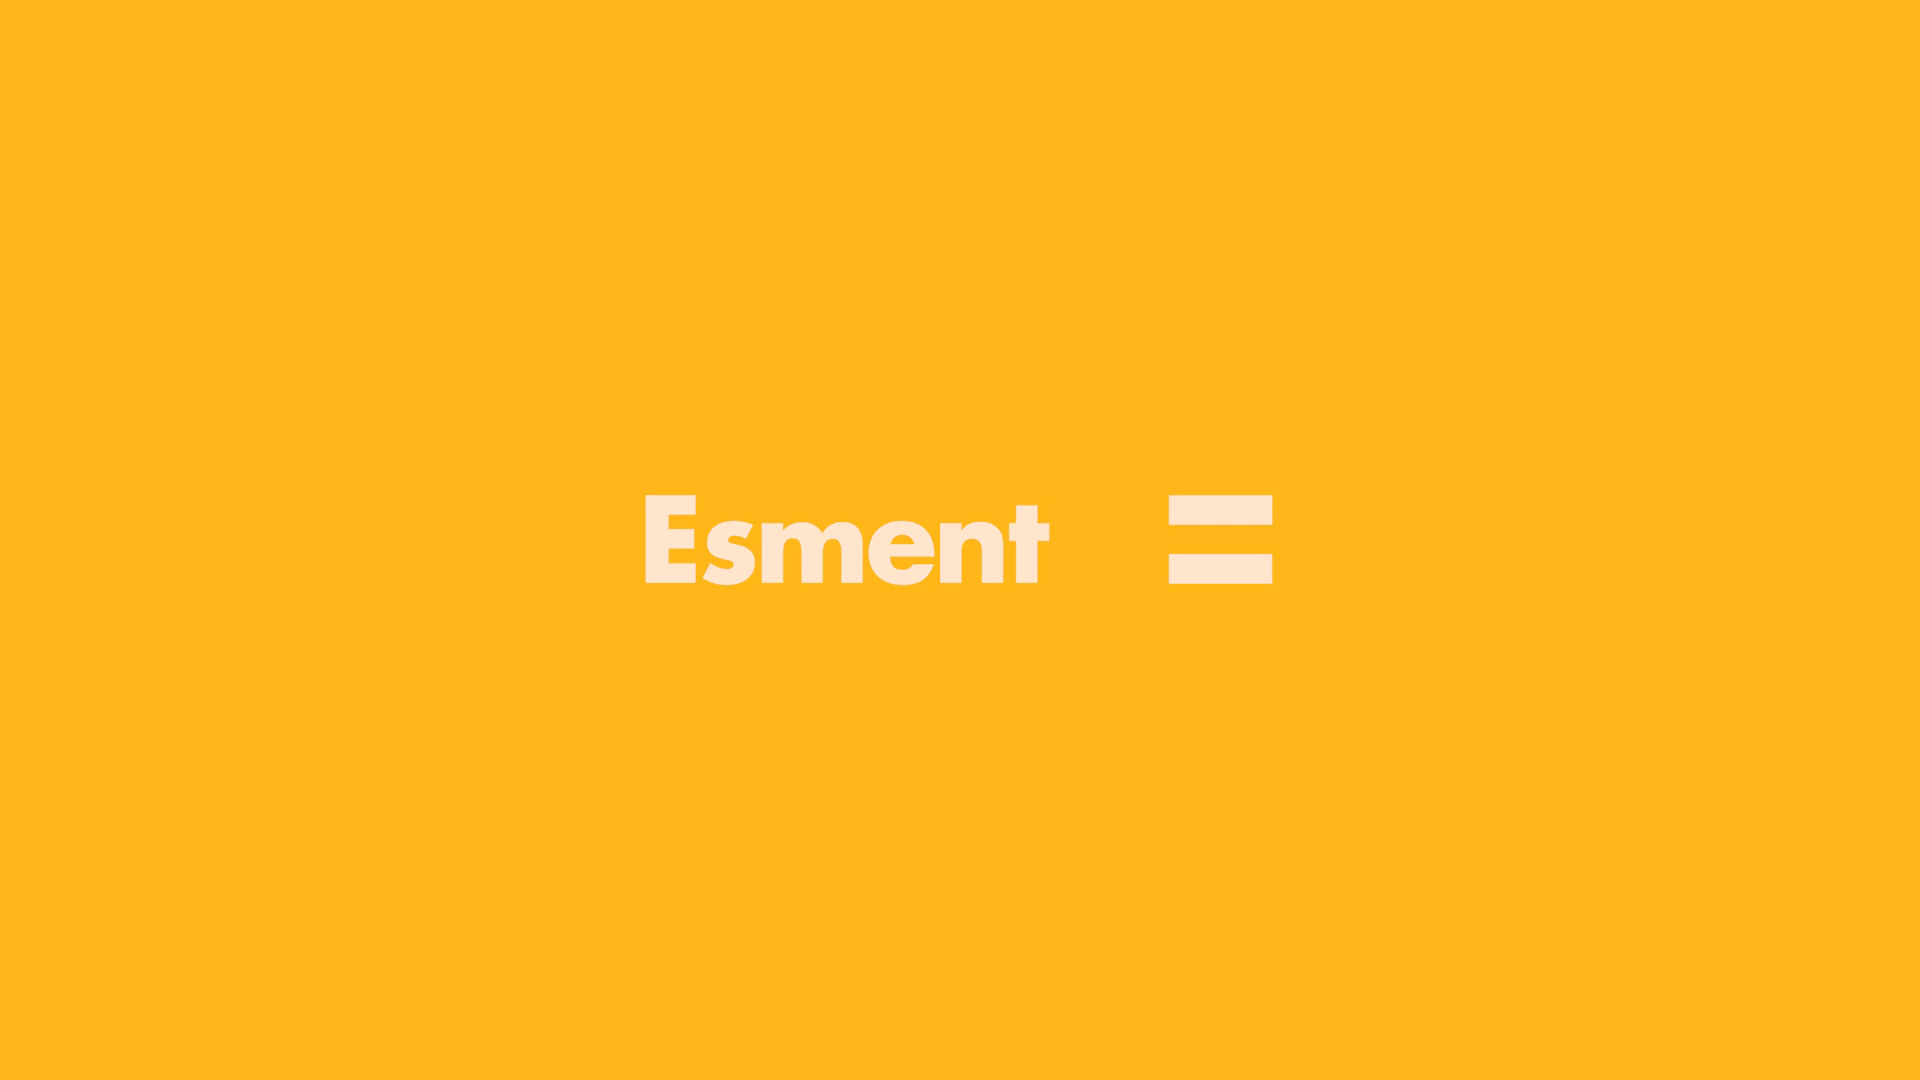 Esment =